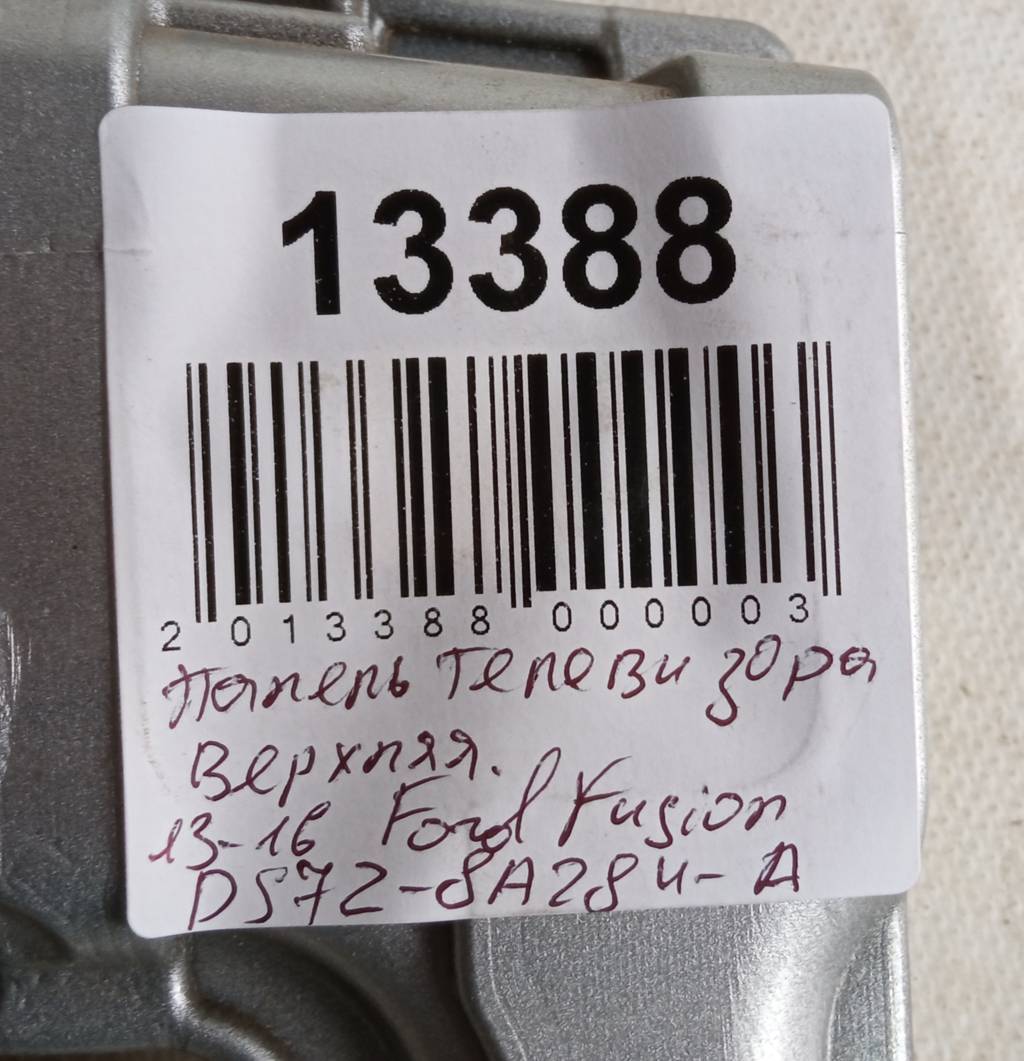 13388
2 013388 000003
Панель телевизора
Верхняя.
13-16 Ford Fusion
DS7Z-8A284-A